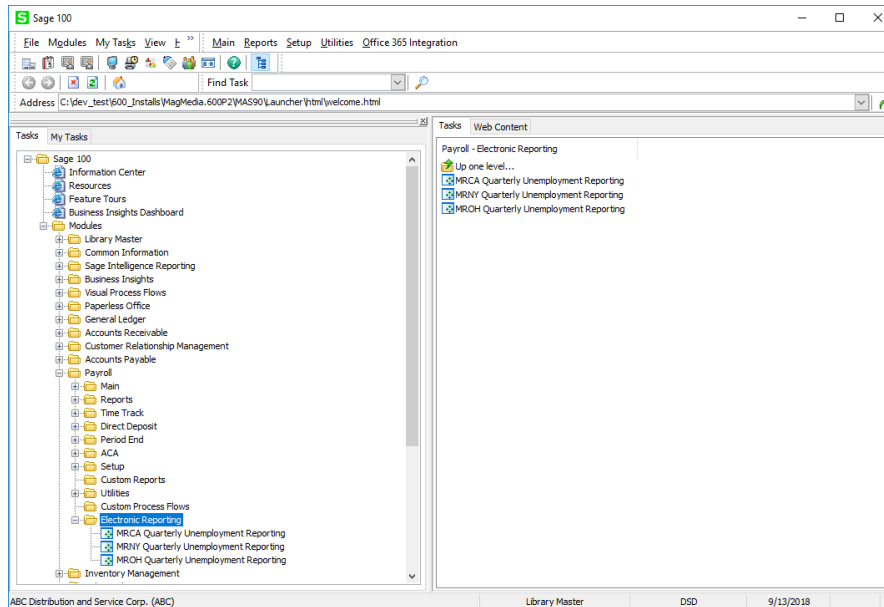 Sage 100
File Modules My Tasks View H » Main Reports Setup Utilities Office 365 Integration
Find Task
Address C:\dev_test\600_Installs\MagMedia.600P2\MAS90\Launcher\html\welcome.html
Tasks My Tasks
Sage 100
Information Center
Resources
Feature Tours
Business Insights Dashboard
Modules
Library Master
Common Information
Sage Intelligence Reporting
Business Insights
Visual Process Flows
Paperless Office
General Ledger
Accounts Receivable
Customer Relationship Management
Accounts Payable
Payroll
Main
Reports
Time Track
Direct Deposit
Period End
ACA
Setup
Custom Reports
Utilities
Custom Process Flows
Electronic Reporting
MRCA Quarterly Unemployment Reporting
MRNY Quarterly Unemployment Reporting
MROH Quarterly Unemployment Reporting
Inventory Management
Tasks Web Content
Payroll - Electronic Reporting
Up one level...
MRCA Quarterly Unemployment Reporting
MRNY Quarterly Unemployment Reporting
MROH Quarterly Unemployment Reporting
ABC Distribution and Service Corp. (ABC) Library Master DSD 9/13/2018